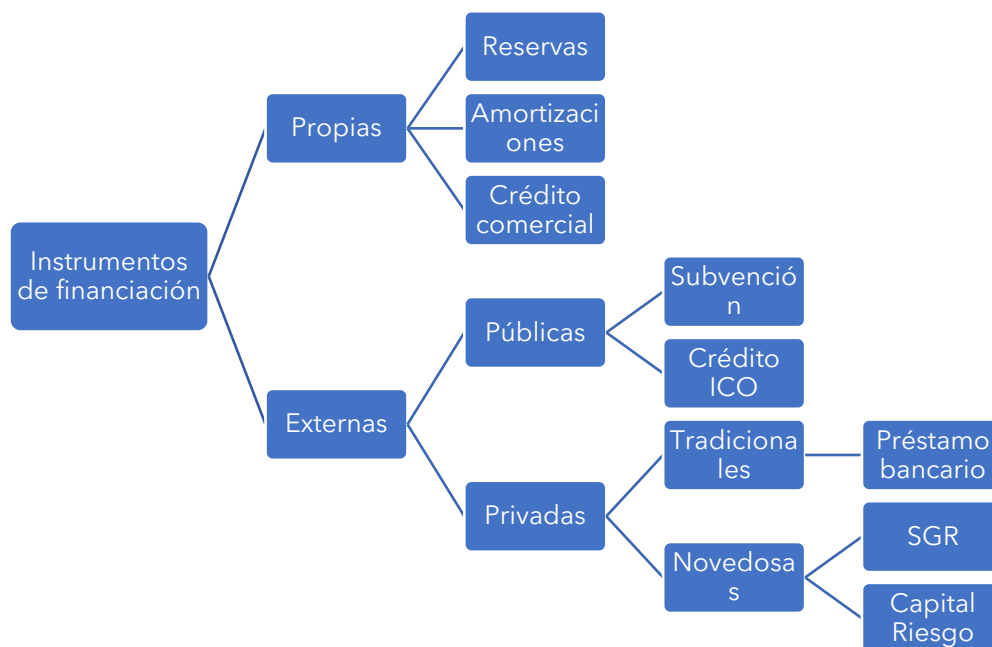 Instrumentos
de financiación
Propias
Reservas
Amortizaci
ones
Crédito
comercial
Externas
Públicas
Subvenció
n
Crédito
ICO
Privadas
Tradiciona
les
Préstamo
bancario
Novedosa
s
SGR
Capital
Riesgo